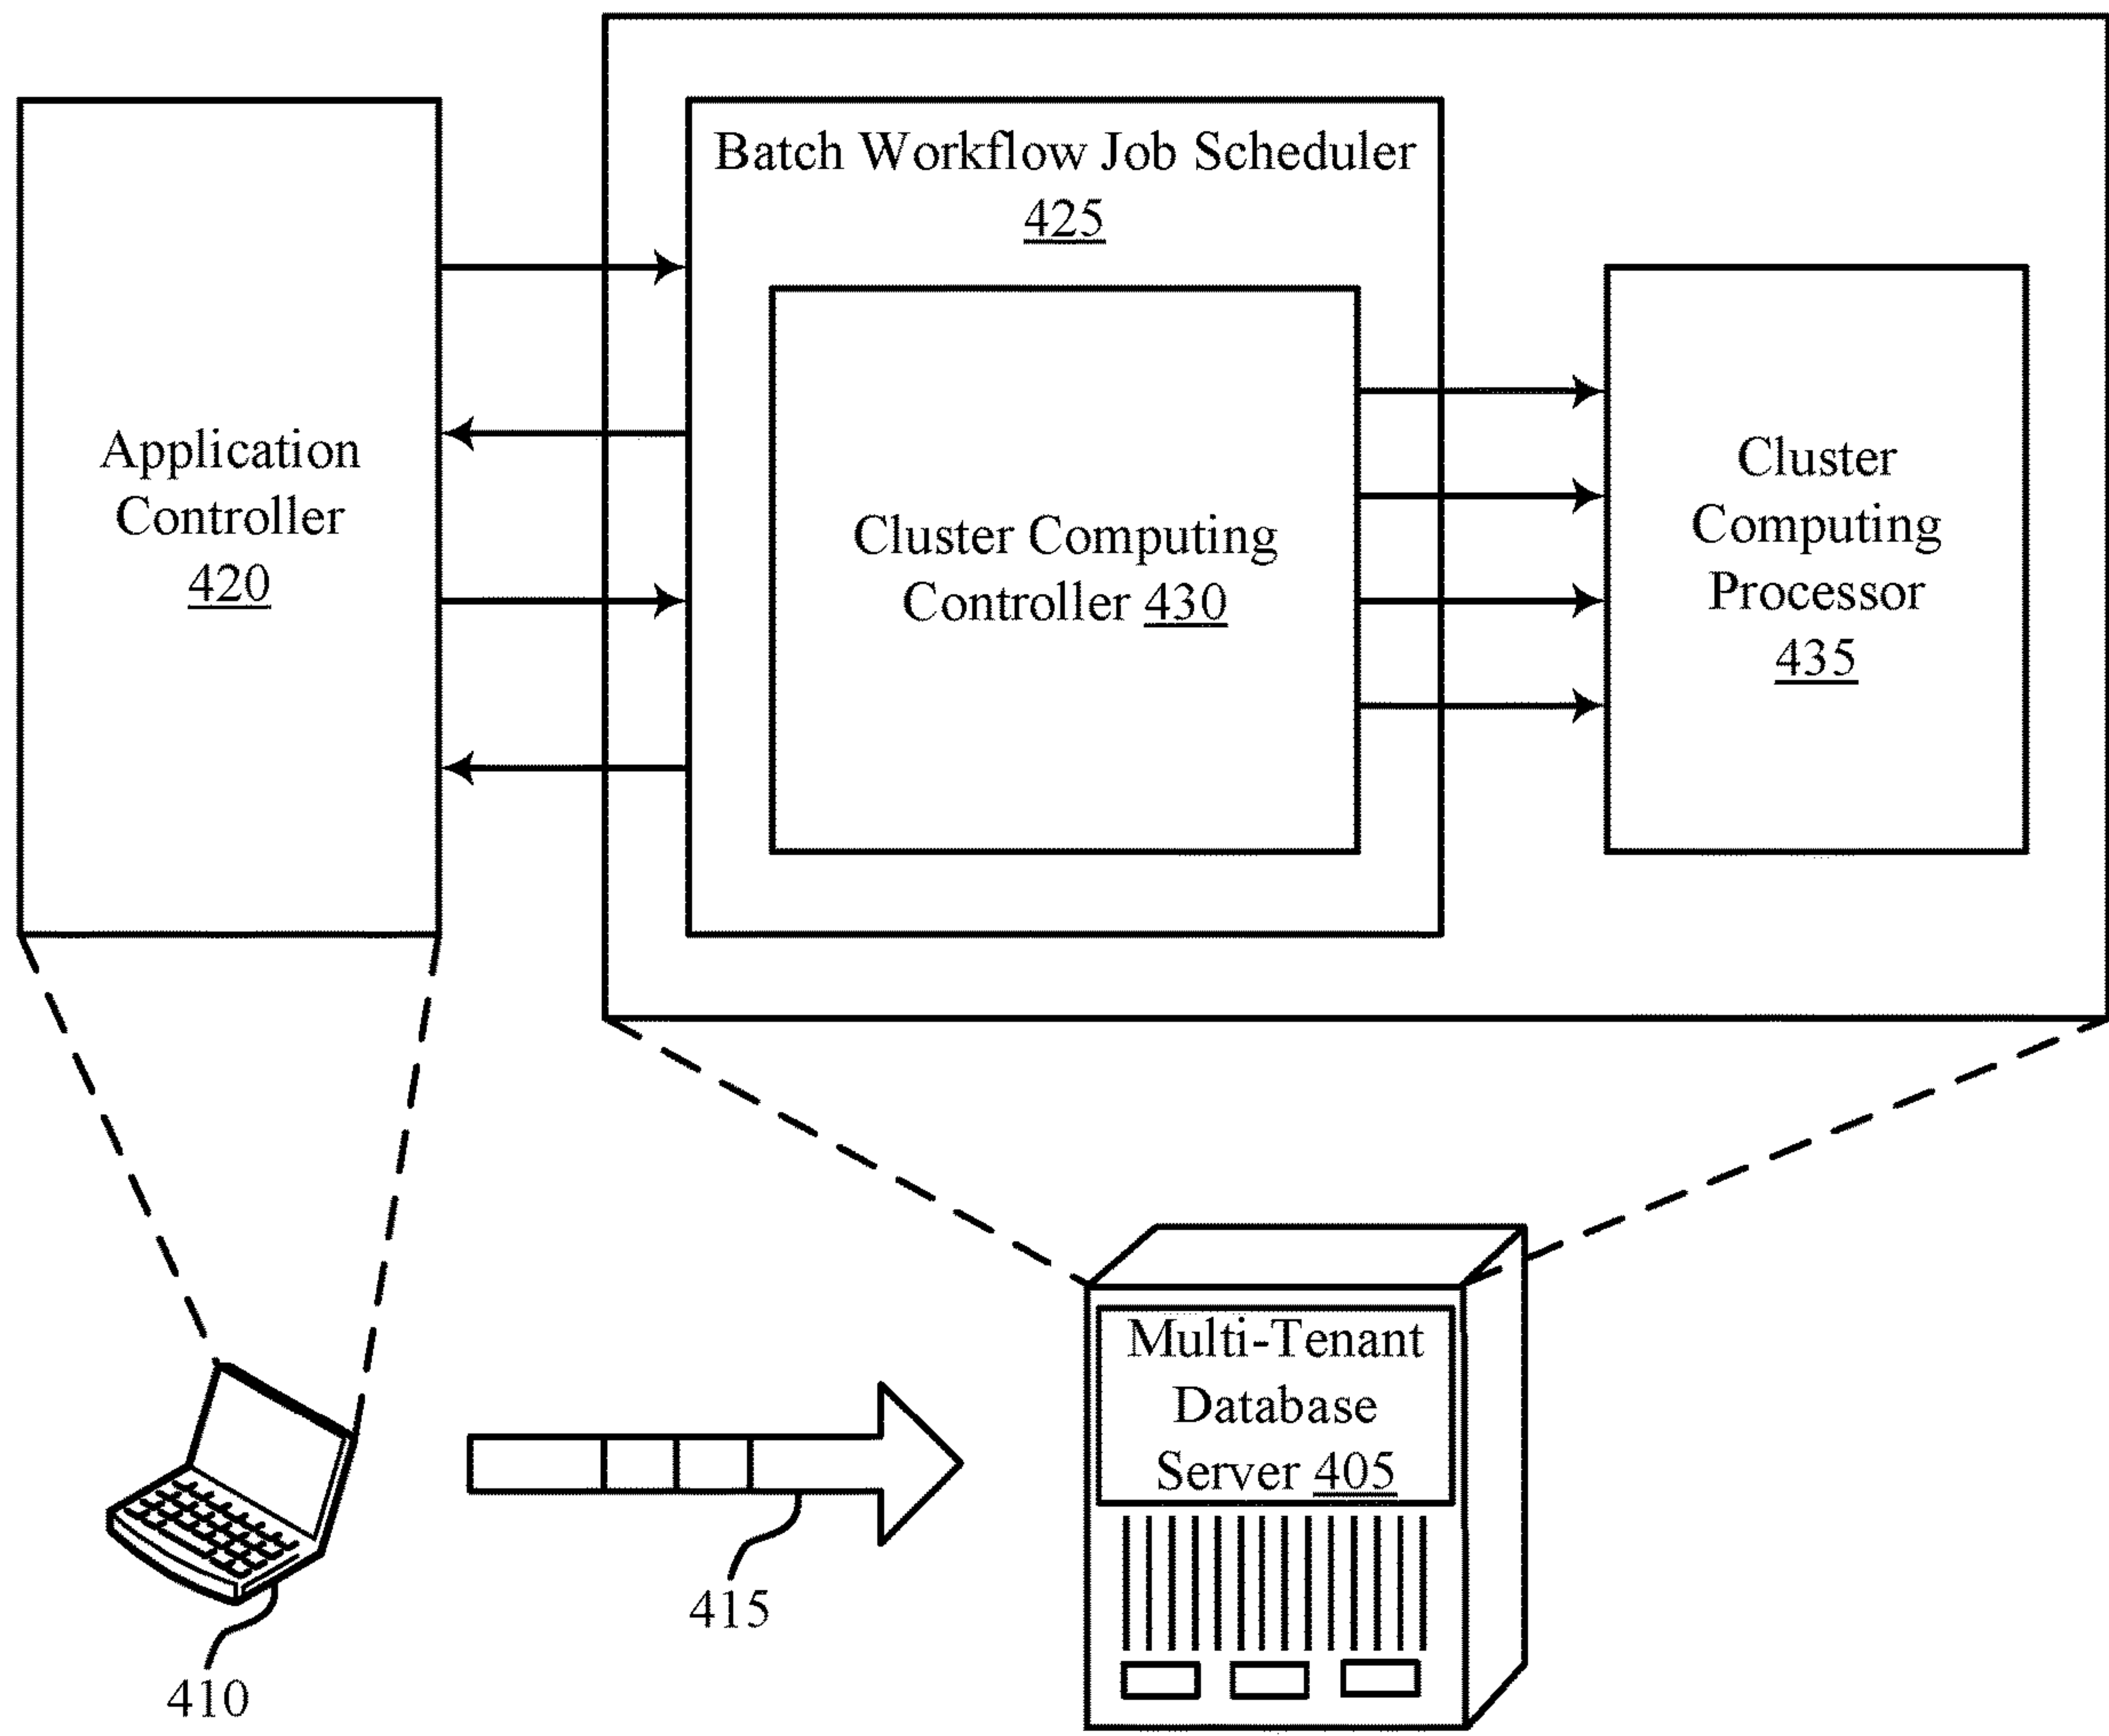 Batch Workflow Job Scheduler
425
Application
Controller
420
Cluster Computing
Controller 430
Cluster
Computing
Processor
435
Multi-Tenant
Database
Server 405
415
410